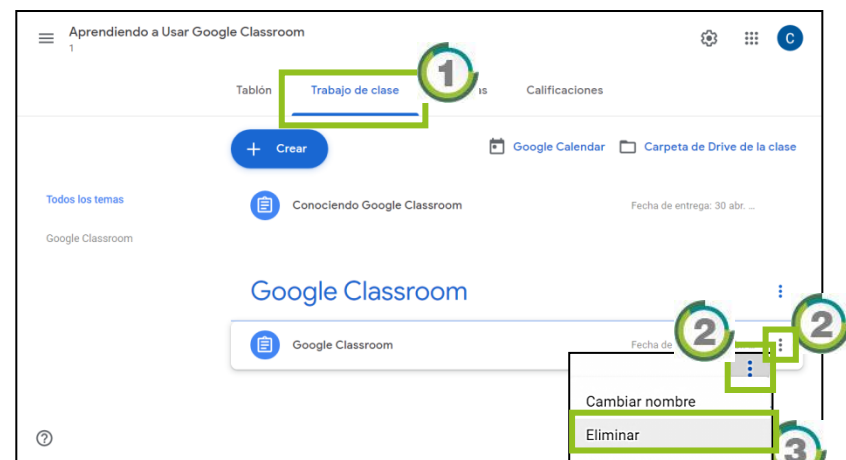 Aprendiendo a Usar Google Classroom
1
C
Tablón Trabajo de clase 1 Calificaciones
+ Crear
Google Calendar Carpeta de Drive de la clase
Todos los temas
Conociendo Google Classroom Fecha de entrega: 30 abr. ...
Google Classroom
Google Classroom
2 2
Google Classroom Fecha de
Cambiar nombre
Eliminar
3